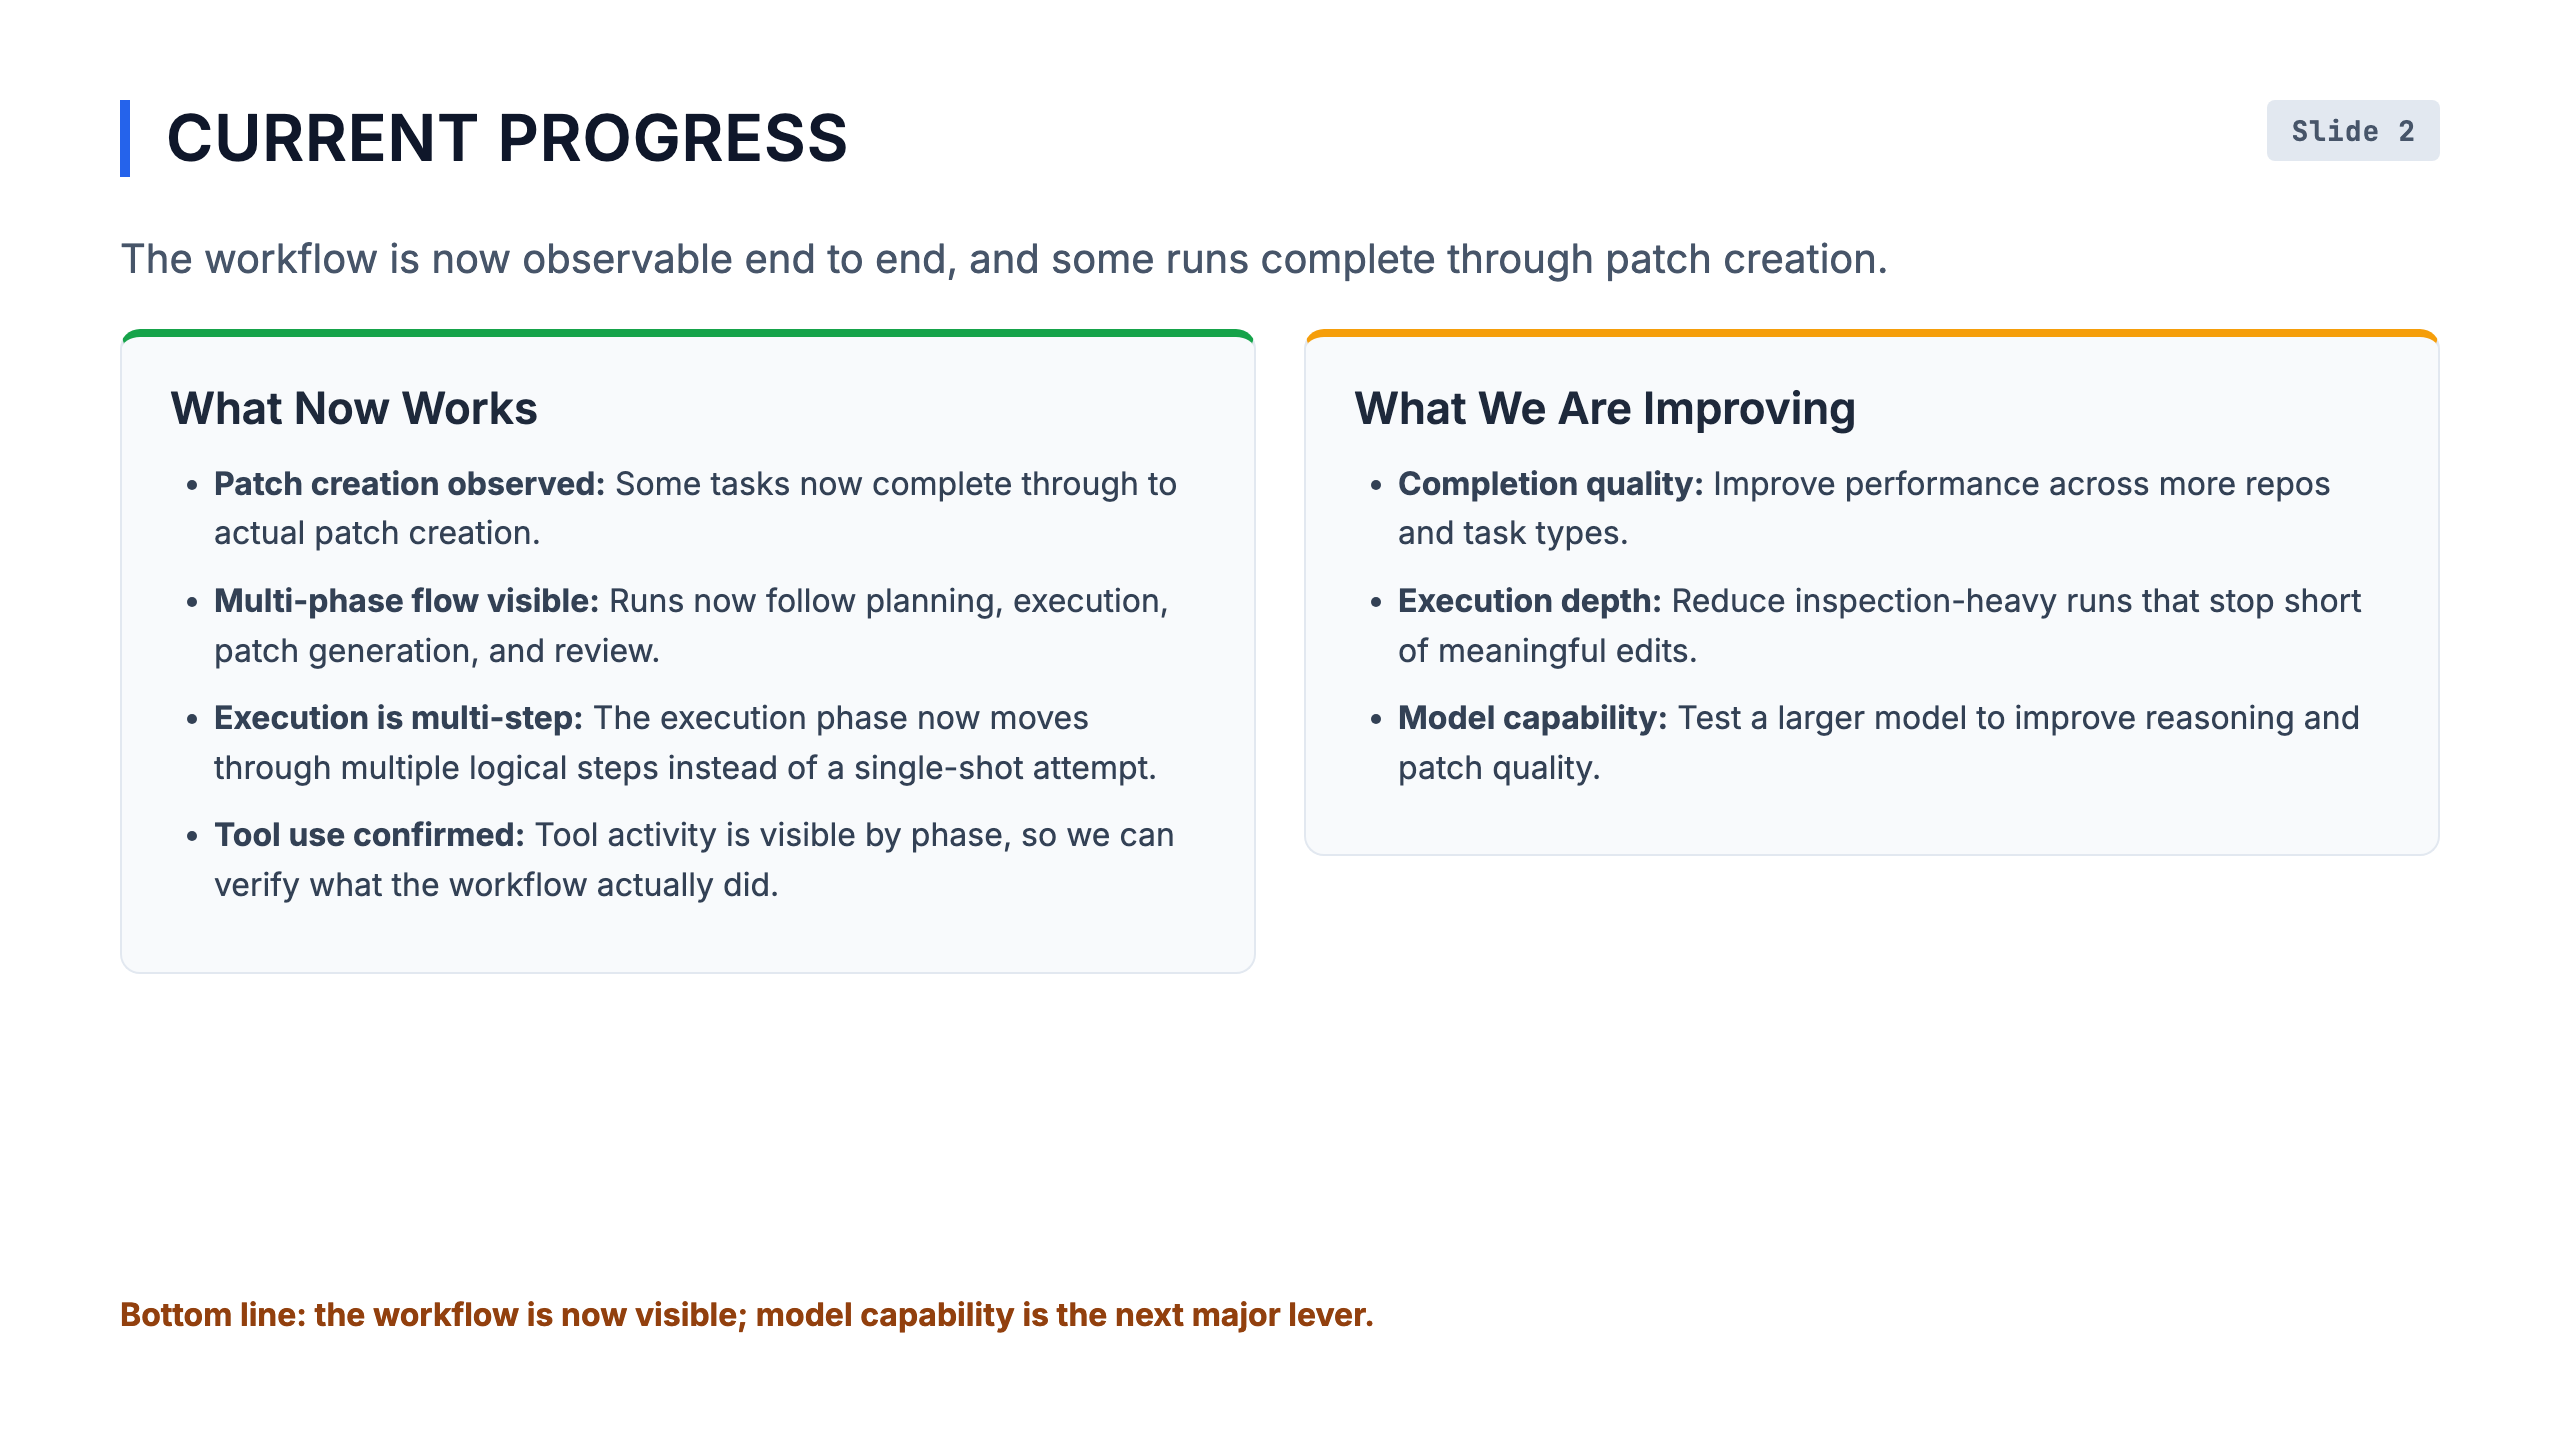 CURRENT PROGRESS
Slide 2
The workflow is now observable end to end, and some runs complete through patch creation.
What Now Works
• Patch creation observed: Some tasks now complete through to
actual patch creation.
• Multi-phase flow visible: Runs now follow planning, execution,
patch generation, and review.
• Execution is multi-step: The execution phase now moves
through multiple logical steps instead of a single-shot attempt.
• Tool use confirmed: Tool activity is visible by phase, so we can
verify what the workflow actually did.
What We Are Improving
• Completion quality: Improve performance across more repos
and task types.
• Execution depth: Reduce inspection-heavy runs that stop short
of meaningful edits.
• Model capability: Test a larger model to improve reasoning and
patch quality.
Bottom line: the workflow is now visible; model capability is the next major lever.